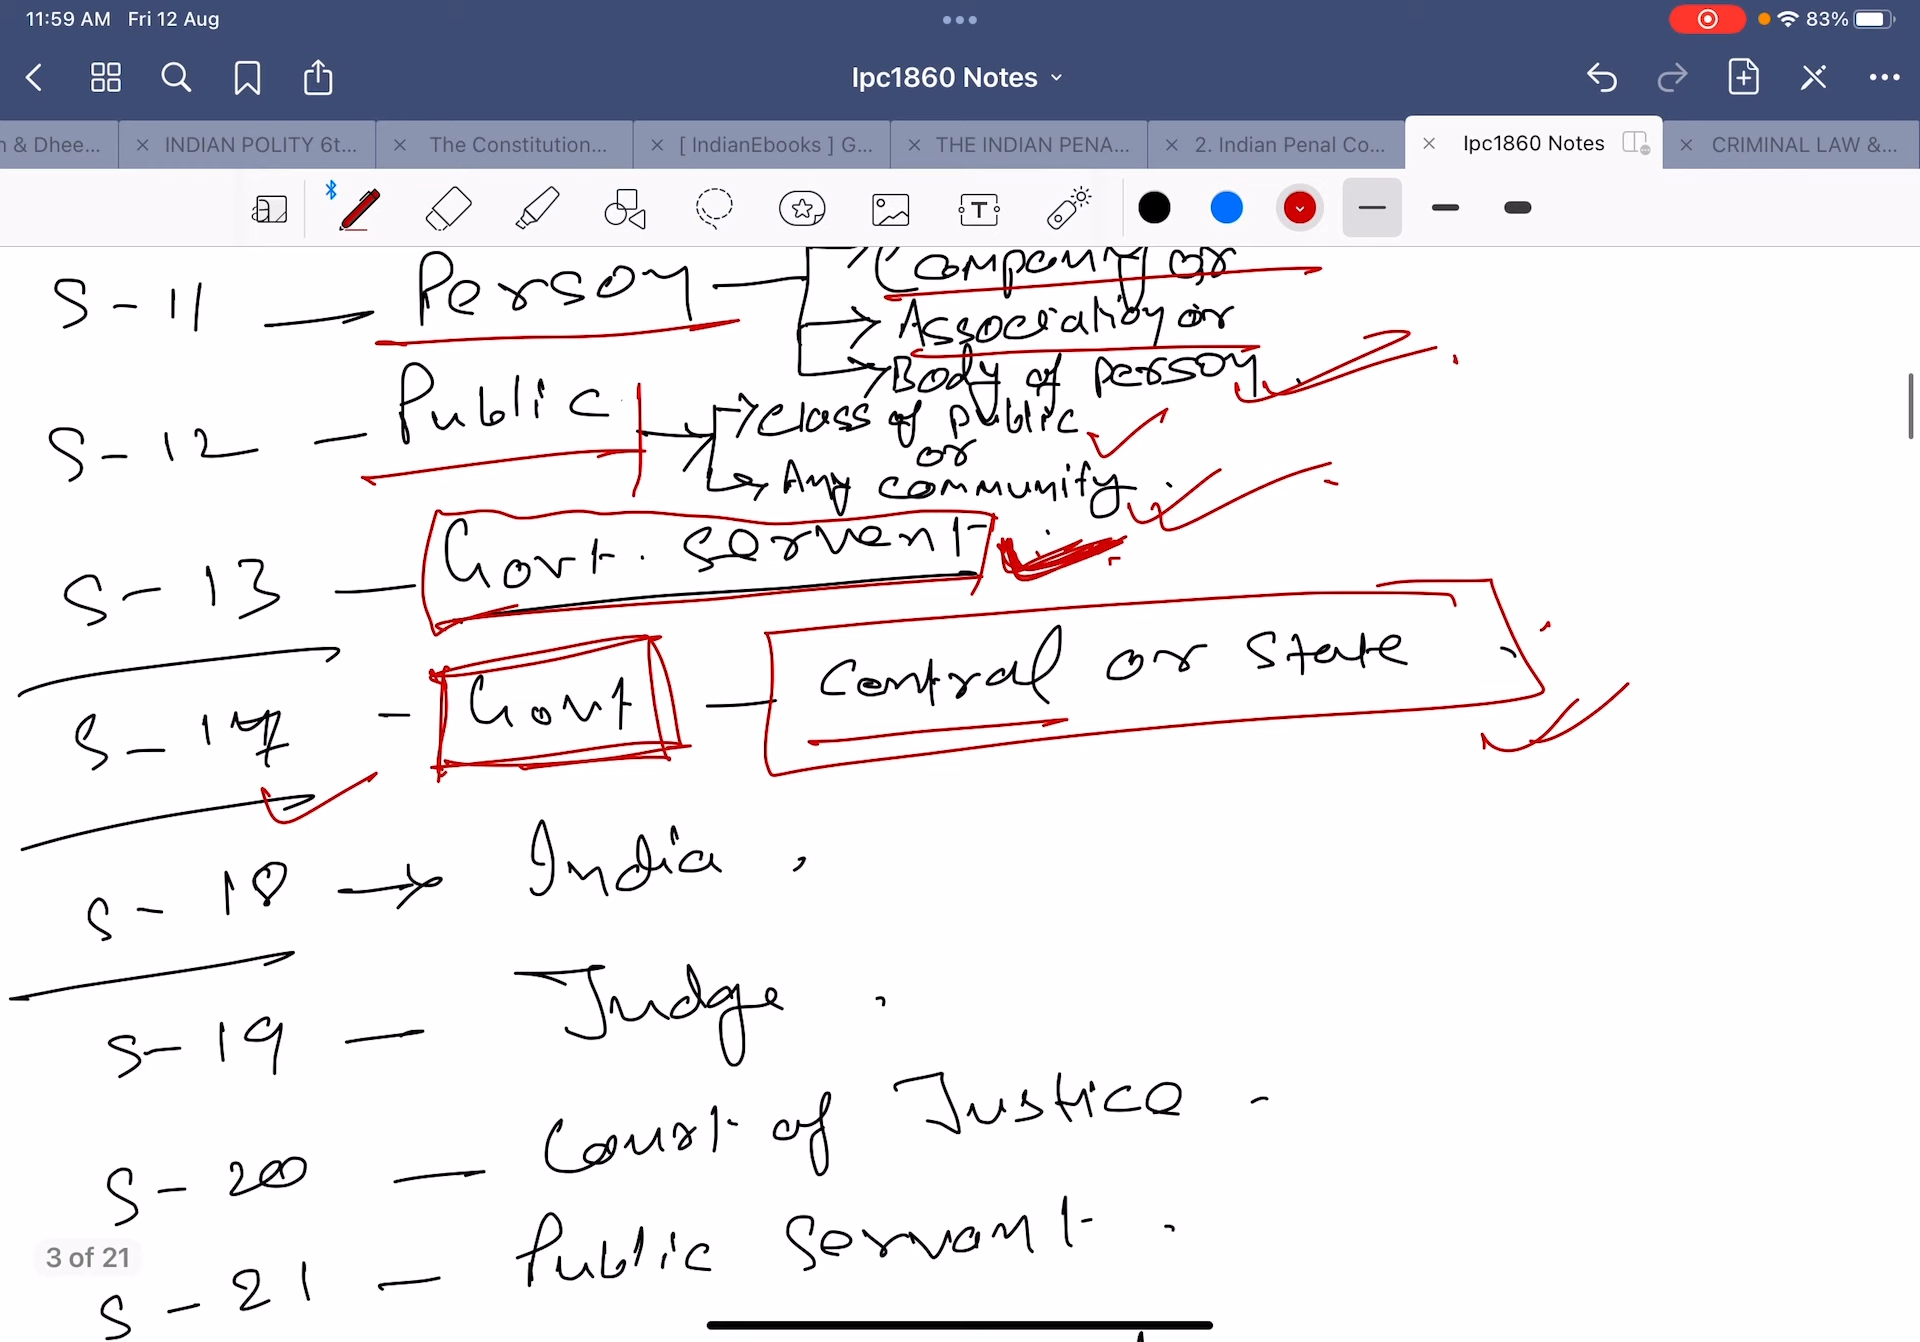 11:59 AM Fri 12 Aug
83%
Ipc1860 Notes
n & Dhee...
INDIAN POLITY 6t...
The Constitution...
[ IndianEbooks ] G...
THE INDIAN PENA...
2. Indian Penal Co...
Ipc1860 Notes
CRIMINAL LAW &...
S-11 → Person — Company or
→ Association or
→ Body of person
S-12 — Public → Class of public
or
→ Any community.
S-13 — Govt. servent
S-17 — Govt — Central or State
S-18 → India.
S-19 — Judge.
S-20 — Court of Justice.
S-21 — Public Servant.
3 of 21